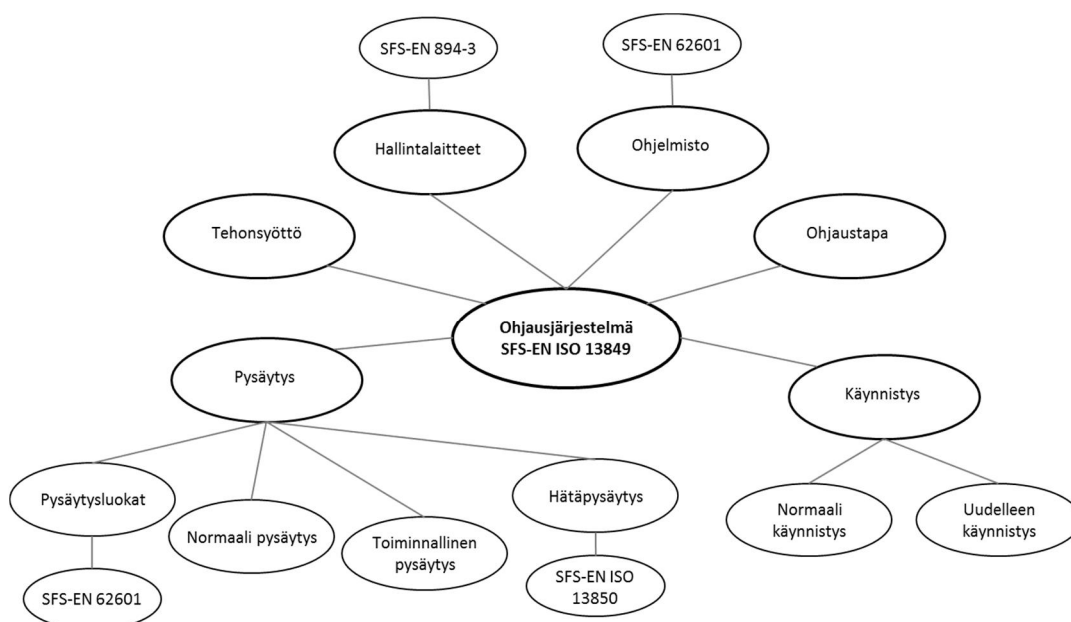 SFS-EN 894-3
SFS-EN 62601
Hallintalaitteet
Ohjelmisto
Tehonsyöttö
Ohjaustapa
Ohjausjärjestelmä
SFS-EN ISO 13849
Pysäytys
Käynnistys
Pysäytysluokat
Normaali pysäytys
Toiminnallinen
pysäytys
Hätäpysäytys
Normaali
käynnistys
Uudelleen
käynnistys
SFS-EN 62601
SFS-EN ISO
13850